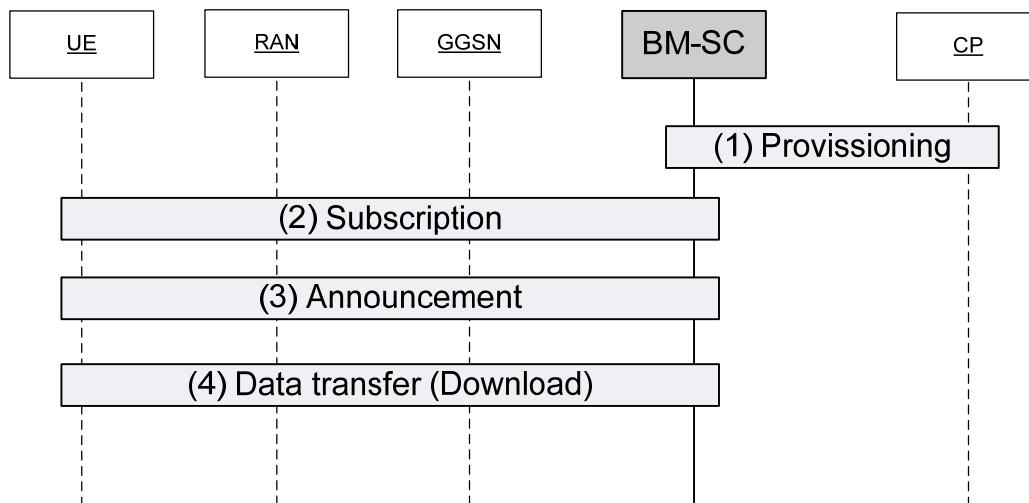 UE
RAN
GGSN
BM-SC
CP
(1) Provissioning
(2) Subscription
(3) Announcement
(4) Data transfer (Download)